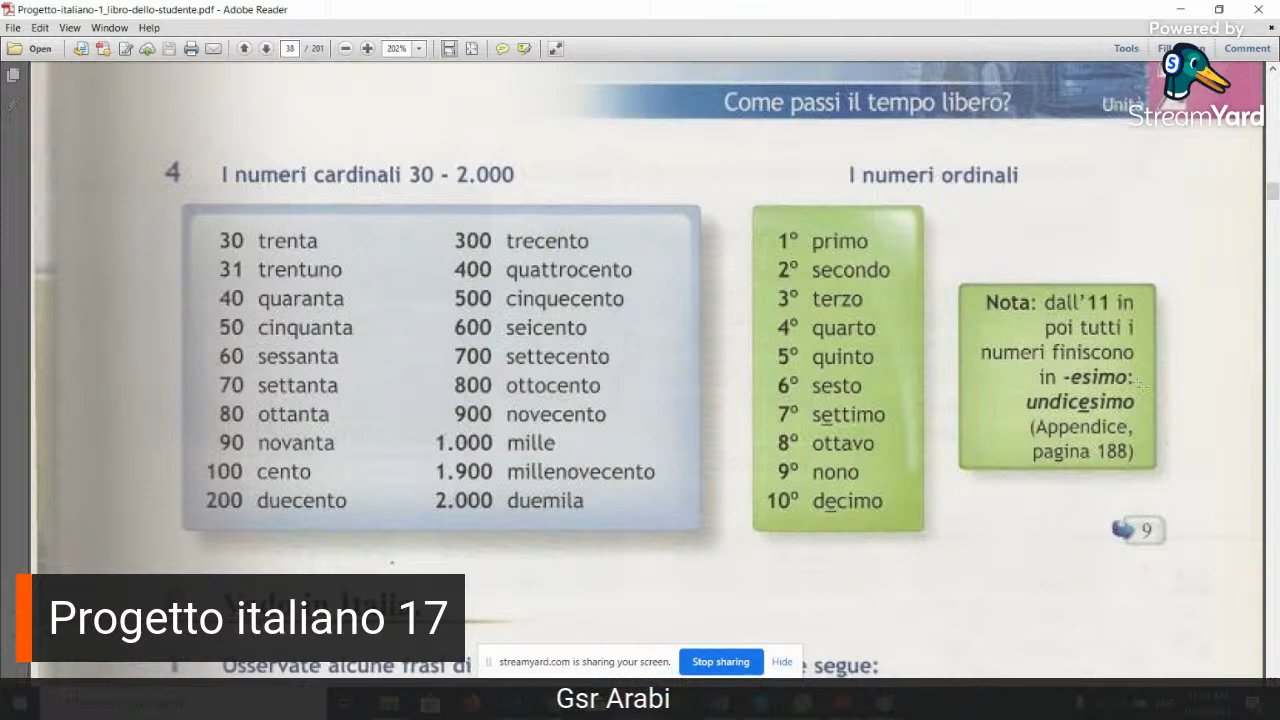 Progetto-italiano-1_libro-dello-studente.pdf - Adobe Reader
File Edit View Window Help
Open 38 / 201 202% Tools Comment
Powered by
StreamYard
Come passi il tempo libero?
Unità
4 I numeri cardinali 30 - 2.000
30 trenta 300 trecento
31 trentuno 400 quattrocento
40 quaranta 500 cinquecento
50 cinquanta 600 seicento
60 sessanta 700 settecento
70 settanta 800 ottocento
80 ottanta 900 novecento
90 novanta 1.000 mille
100 cento 1.900 millenovecento
200 duecento 2.000 duemila
I numeri ordinali
1° primo
2° secondo
3° terzo
4° quarto
5° quinto
6° sesto
7° settimo
8° ottavo
9° nono
10° decimo
Nota: dall'11 in
poi tutti i
numeri finiscono
in -esimo:
undicesimo
(Appendice,
pagina 188)
9
Progetto italiano 17
1 Osservate alcune frasi di
segue:
streamyard.com is sharing your screen. Stop sharing Hide
Gsr Arabi